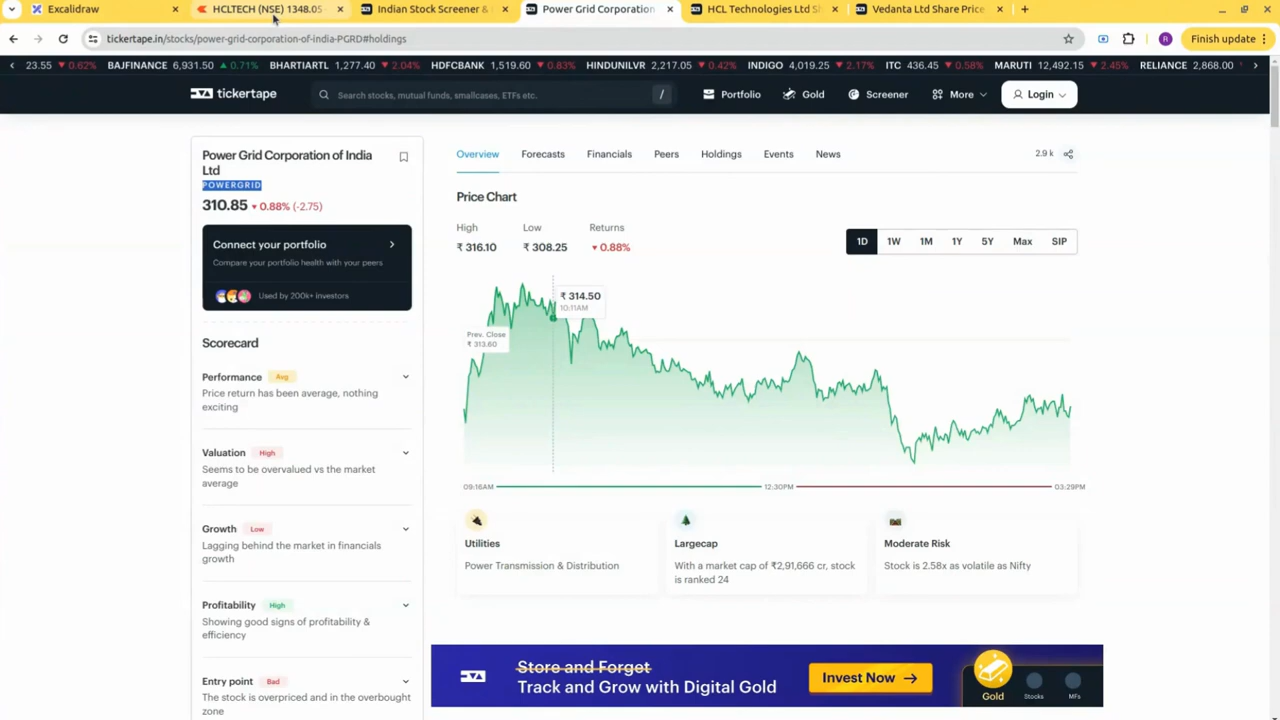 Excalidraw
HCLTECH (NSE) 1348.05
Indian Stock Screener &
Power Grid Corporation
HCL Technologies Ltd Sh
Vedanta Ltd Share Price
tickertape.in/stocks/power-grid-corporation-of-india-PGRD#holdings
R
Finish update
23.55 ▼ 0.62% BAJFINANCE 6,931.50 ▲ 0.71% BHARTIARTL 1,277.40 ▼ 2.04% HDFCBANK 1,519.60 ▼ 0.83% HINDUNILVR 2,217.05 ▼ 0.42% INDIGO 4,019.25 ▼ 2.17% ITC 436.45 ▼ 0.58% MARUTI 12,492.15 ▼ 2.45% RELIANCE 2,868.00
tickertape
Search stocks, mutual funds, smallcases, ETFs etc.
/
Portfolio
Gold
Screener
More
Login
Power Grid Corporation of India
Ltd
POWERGRID
310.85 ▼ 0.88% (-2.75)
Connect your portfolio
Compare your portfolio health with your peers
Used by 200k+ investors
Scorecard
Performance Avg
Price return has been average, nothing
exciting
Valuation High
Seems to be overvalued vs the market
average
Growth Low
Lagging behind the market in financials
growth
Profitability High
Showing good signs of profitability &
efficiency
Entry point Bad
The stock is overpriced and in the overbought
zone
Overview Forecasts Financials Peers Holdings Events News
2.9 k
Price Chart
High Low Returns
₹ 316.10 ₹ 308.25 ▼ 0.88%
1D 1W 1M 1Y 5Y Max SIP
₹ 314.50
10:11AM
Prev. Close
₹ 313.60
09:16AM 12:30PM 03:29PM
Utilities
Power Transmission & Distribution
Largecap
With a market cap of ₹2,91,666 cr, stock
is ranked 24
Moderate Risk
Stock is 2.58x as volatile as Nifty
Store and Forget
Track and Grow with Digital Gold
Invest Now →
Gold
Stocks
MFs